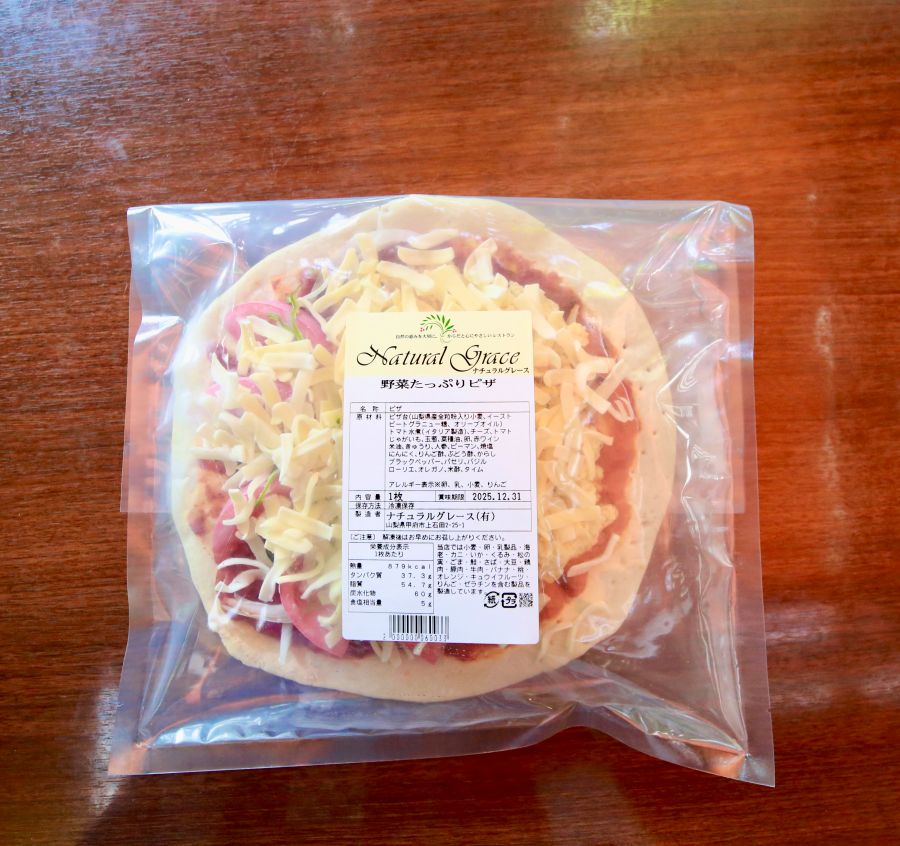 自然の恵みを大切に。からだと心にやさしいレストラン
Natural Grace
ナチュラルグレース
野菜たっぷりピザ
名 称 ピザ
原 材 料 ピザ台(山梨県産全粒粉入り小麦、イースト
ビートグラニュー糖、オリーブオイル)
トマト水煮(イタリア製造)、チーズ、トマト
じゃがいも、玉葱、菜種油、卵、赤ワイン
米油、きゅうり、人参、ピーマン、焼塩
にんにく、りんご酢、ぶどう酢、からし
ブラックペッパー、パセリ、バジル
ローリエ、オレガノ、米酢、タイム
アレルギー表示※卵、乳、小麦、りんご
内 容 量 1枚 賞味期限 2025.12.31
保存方法 冷凍保存
製 造 者 ナチュラルグレース(有)
山梨県甲府市上石田2-25-1
(ご注意) 解凍後はお早めにお召し上がりください。
栄養成分表示
1枚あたり
熱量 879kcal
タンパク質 37.3g
脂質 54.7g
炭水化物 60g
食塩相当量 5g
当店では小麦・卵・乳製品・海
老・カニ・いか・くるみ・松の
実・ごま・鮭・さば・大豆・鶏
肉・豚肉・牛肉・バナナ・桃・
オレンジ・キュウイフルーツ・
りんご・ゼラチンを含む製品を
製造しています。
紙 プラ
2 000000 060033